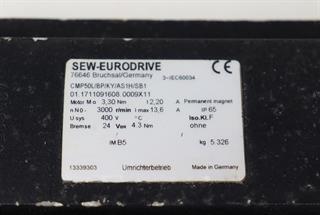 SEW-EURODRIVE CE
76646 Bruchsal/Germany 3~IEC60034
CMP50L/BP/KY/AS1H/SB1
01.1711091608.0009X11
Motor Mo 3,30 Nm I 2,20 A Permanent magnet
n N0- 3000 r/min I max 13,6 A IP 65
U sys 400 V ~ Iso.Kl.F
Bremse 24 Vdc 4.3 Nm ohne
IM B5 kg 5.326
13339303 Umrichterbetrieb Made in Germany